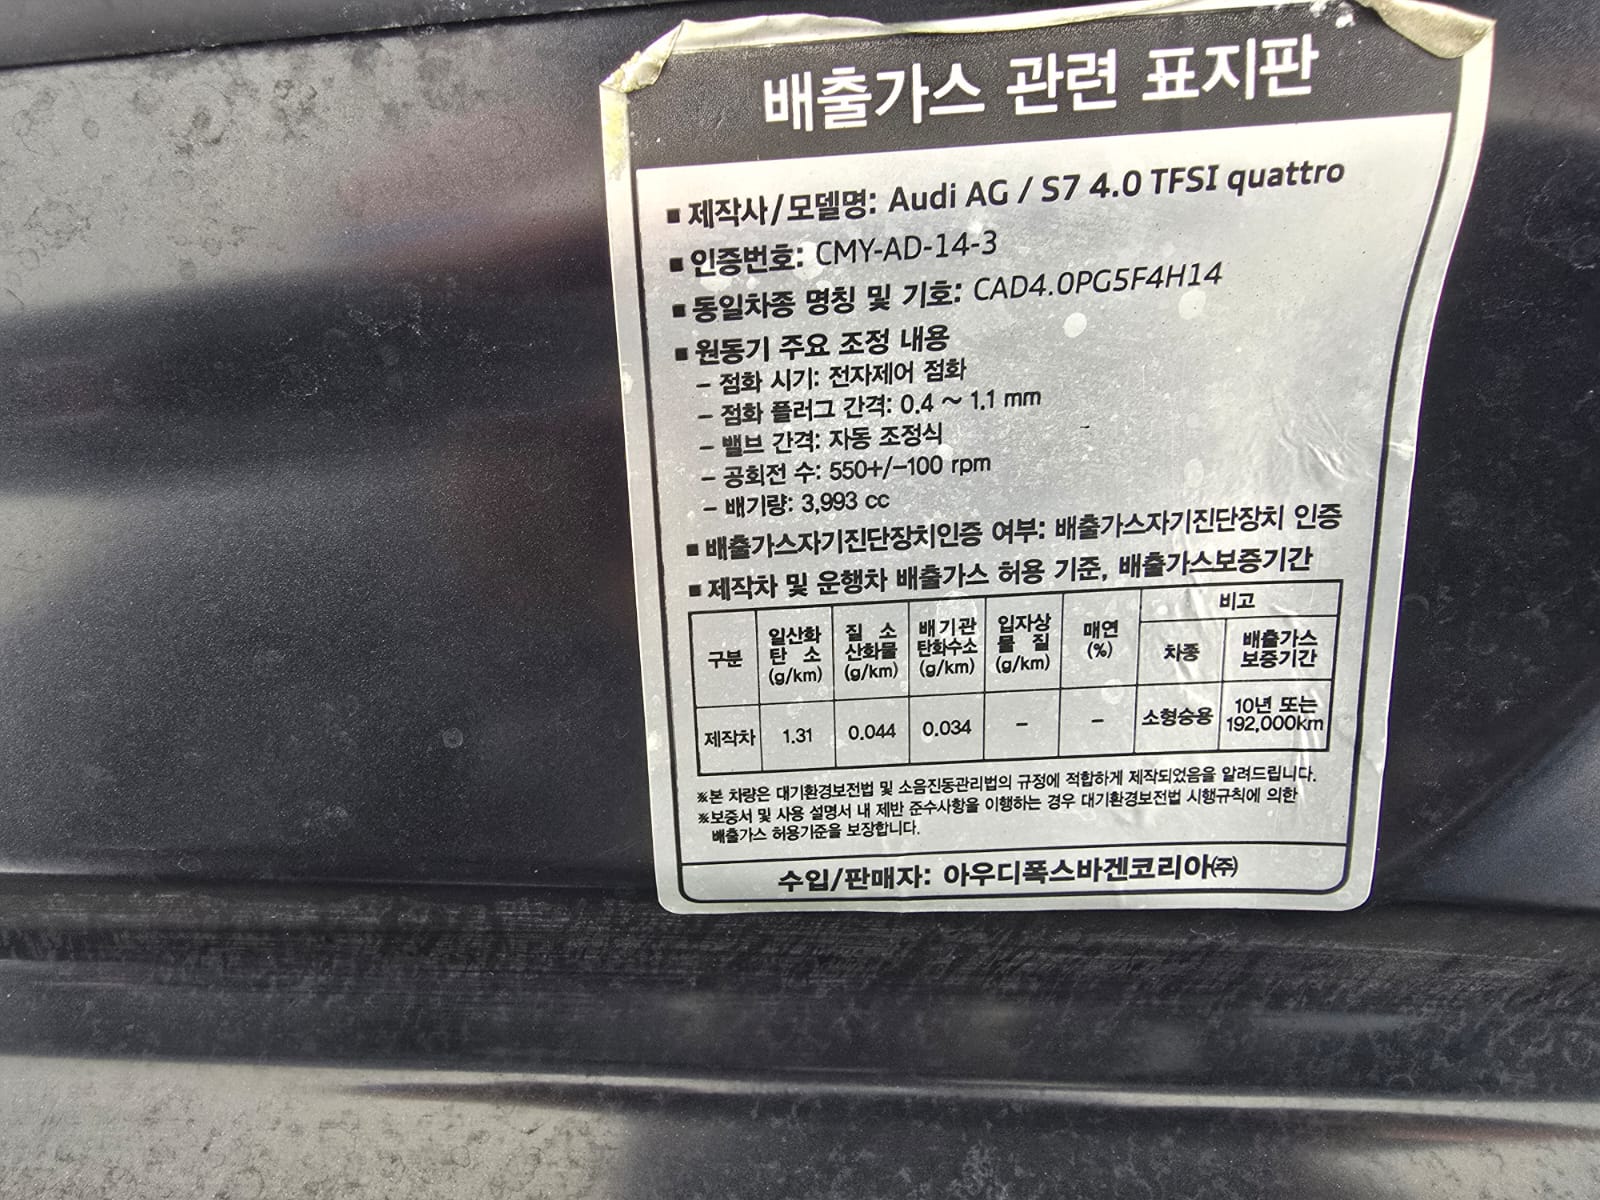 배출가스 관련 표지판
■ 제작사/모델명: Audi AG / S7 4.0 TFSI quattro
■ 인증번호: CMY-AD-14-3
■ 동일차종 명칭 및 기호: CAD4.0PG5F4H14
■ 원동기 주요 조정 내용
– 점화 시기: 전자제어 점화
– 점화 플러그 간격: 0.4 ~ 1.1 mm
– 밸브 간격: 자동 조정식
– 공회전 수: 550+/-100 rpm
– 배기량: 3,993 cc
■ 배출가스자기진단장치인증 여부: 배출가스자기진단장치 인증
■ 제작차 및 운행차 배출가스 허용 기준, 배출가스보증기간
구분 일산화탄소 (g/km) 질소산화물 (g/km) 배기관탄화수소 (g/km) 입자상물질 (g/km) 매연 (%) 비고
차종 배출가스보증기간
제작차 1.31 0.044 0.034 – – 소형승용 10년 또는 192,000km
※본 차량은 대기환경보전법 및 소음진동관리법의 규정에 적합하게 제작되었음을 알려드립니다.
※보증서 및 사용 설명서 내 제반 준수사항을 이행하는 경우 대기환경보전법 시행규칙에 의한
배출가스 허용기준을 보장합니다.
수입/판매자: 아우디폭스바겐코리아㈜